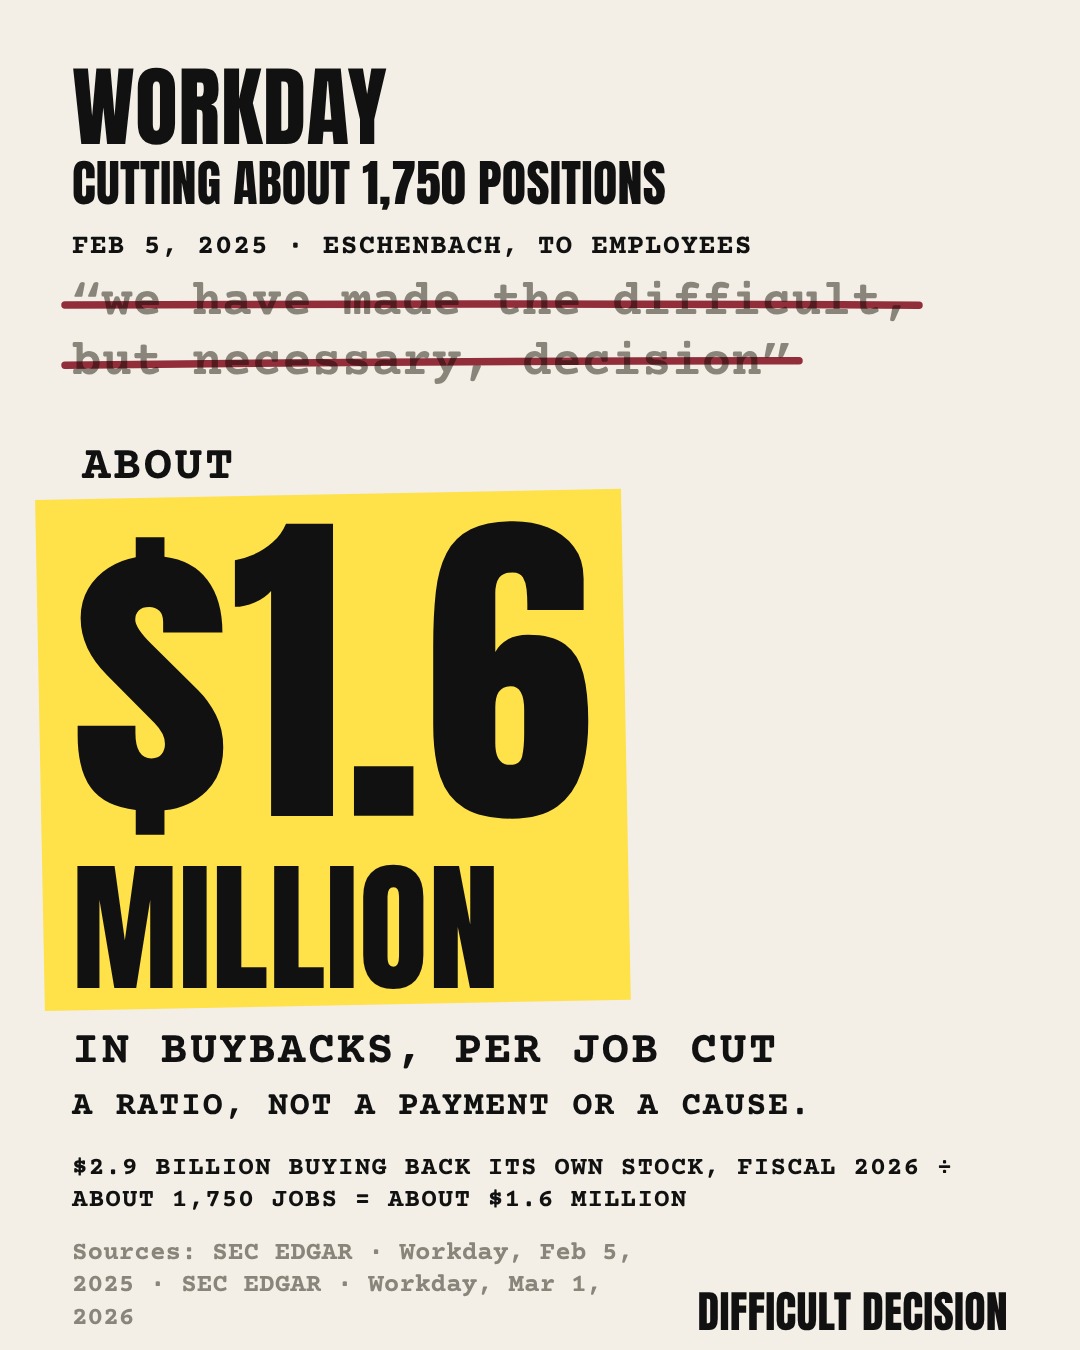 WORKDAY
CUTTING ABOUT 1,750 POSITIONS
FEB 5, 2025 · ESCHENBACH, TO EMPLOYEES
“we have made the difficult,
but necessary, decision”
ABOUT
$1.6
MILLION
IN BUYBACKS, PER JOB CUT
A RATIO, NOT A PAYMENT OR A CAUSE.
$2.9 BILLION BUYING BACK ITS OWN STOCK, FISCAL 2026 ÷
ABOUT 1,750 JOBS = ABOUT $1.6 MILLION
Sources: SEC EDGAR · Workday, Feb 5,
2025 · SEC EDGAR · Workday, Mar 1,
2026
DIFFICULT DECISION